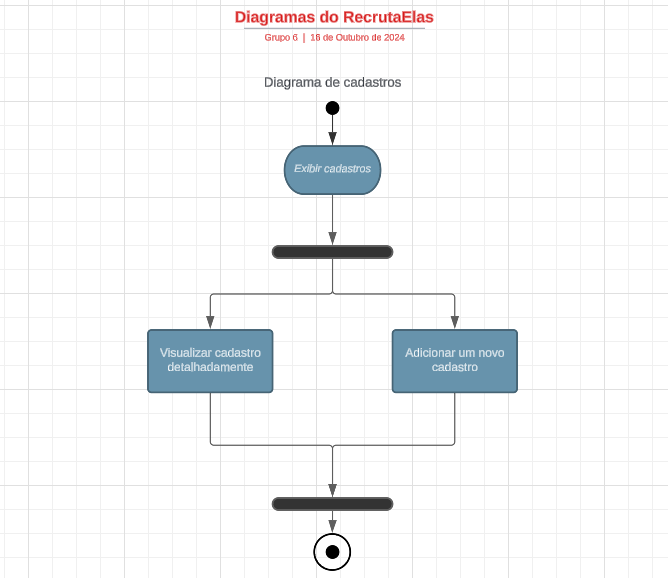 Diagramas do RecrutaElas
Grupo 6 | 16 de Outubro de 2024
Diagrama de cadastros
Exibir cadastros
Visualizar cadastro
detalhadamente
Adicionar um novo
cadastro